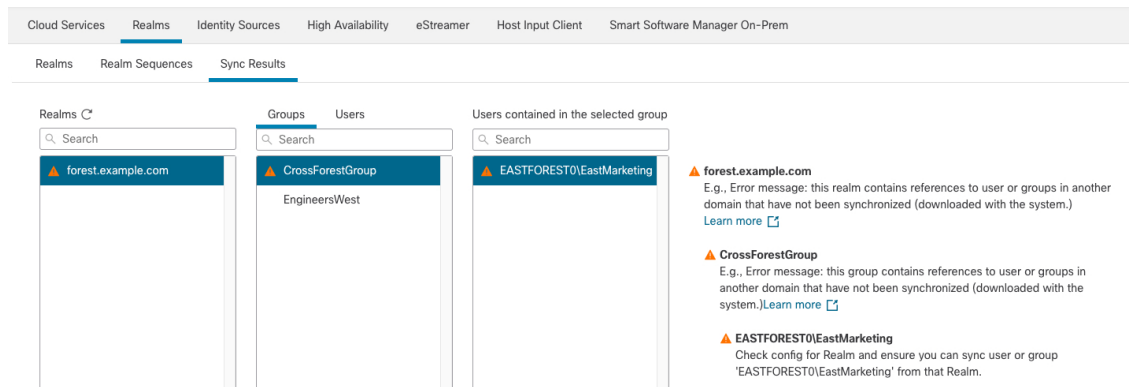 Cloud Services Realms Identity Sources High Availability eStreamer Host Input Client Smart Software Manager On-Prem
Realms Realm Sequences Sync Results
Realms Groups Users Users contained in the selected group
Search Search Search
forest.example.com CrossForestGroup EASTFOREST0\EastMarketing
EngineersWest
forest.example.com
E.g., Error message: this realm contains references to user or groups in another
domain that have not been synchronized (downloaded with the system.)
Learn more
CrossForestGroup
E.g., Error message: this group contains references to user or groups in
another domain that have not been synchronized (downloaded with the
system.)Learn more
EASTFOREST0\EastMarketing
Check config for Realm and ensure you can sync user or group
'EASTFOREST0\EastMarketing' from that Realm.